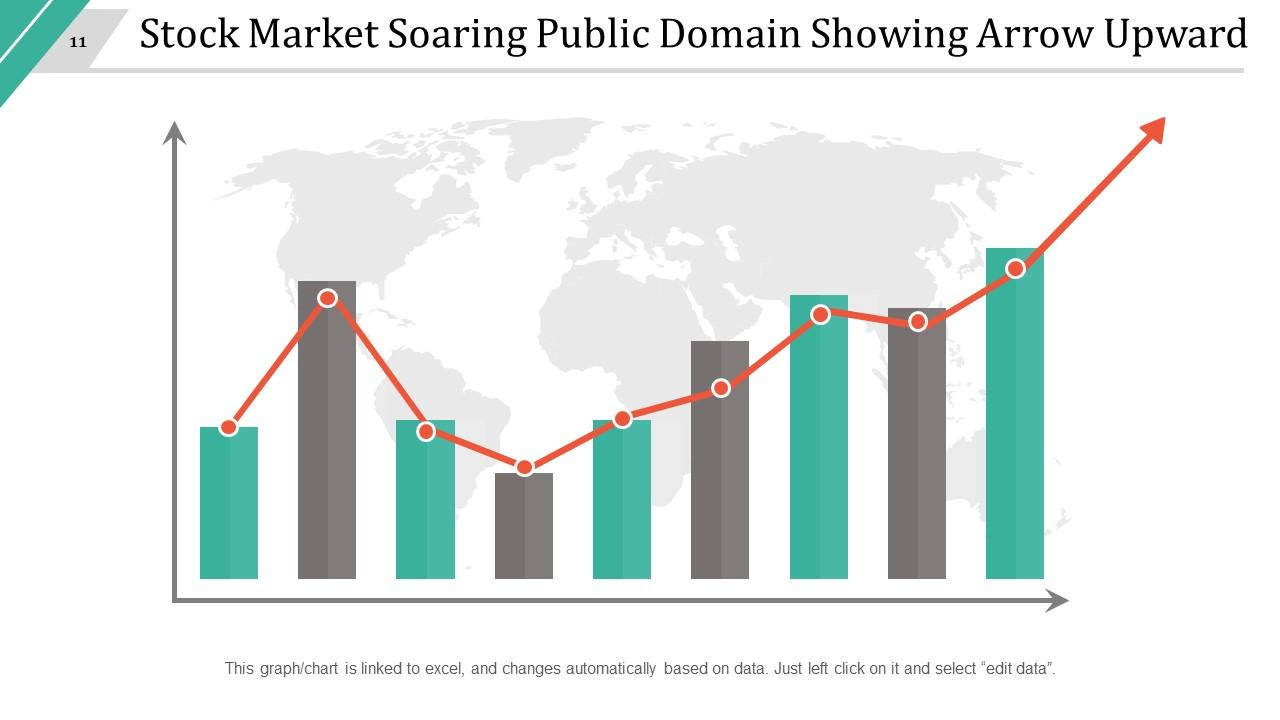 11
Stock Market Soaring Public Domain Showing Arrow Upward
This graph/chart is linked to excel, and changes automatically based on data. Just left click on it and select “edit data”.